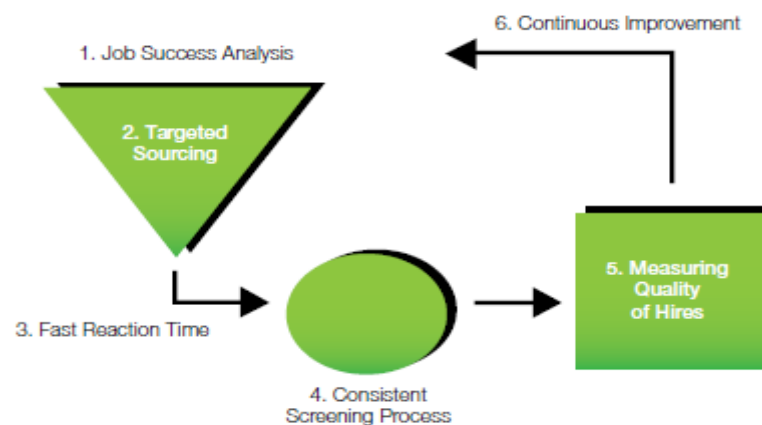 1. Job Success Analysis
2. Targeted
Sourcing
3. Fast Reaction Time
4. Consistent
Screening Process
5. Measuring
Quality
of Hires
6. Continuous Improvement